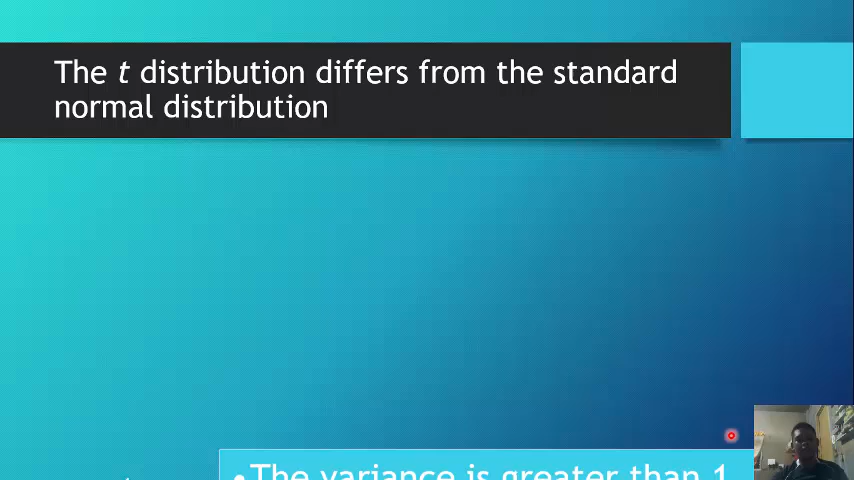 The t distribution differs from the standard
normal distribution
•The variance is greater than 1